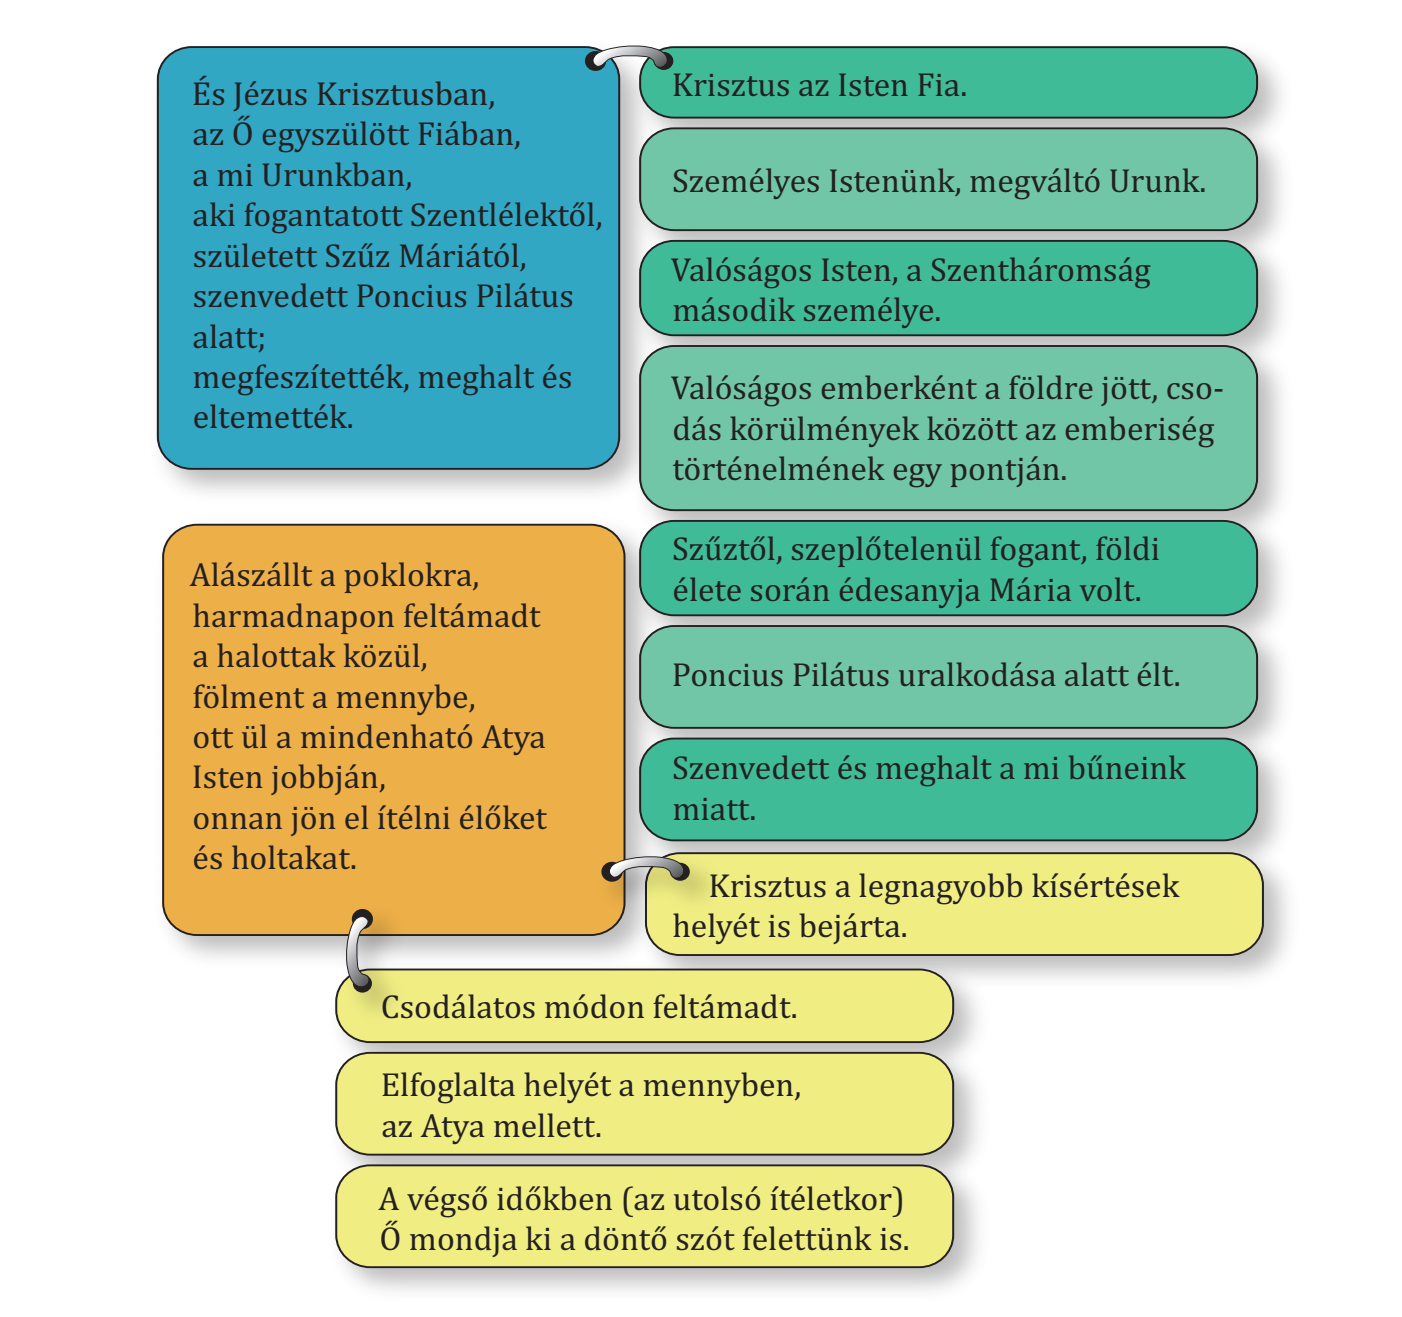 És Jézus Krisztusban,
az Ő egyszülött Fiában,
a mi Urunkban,
aki fogantatott Szentlélektől,
született Szűz Máriától,
szenvedett Poncius Pilátus
alatt;
megfeszítették, meghalt és
eltemették.
Krisztus az Isten Fia.
Személyes Istenünk, megváltó Urunk.
Valóságos Isten, a Szentháromság
második személye.
Valóságos emberként a földre jött, cso-
dás körülmények között az emberiség
történelmének egy pontján.
Szűztől, szeplőtelenül fogant, földi
élete során édesanyja Mária volt.
Poncius Pilátus uralkodása alatt élt.
Szenvedett és meghalt a mi bűneink
miatt.
Alászállt a poklokra,
harmadnapon feltámadt
a halottak közül,
fölment a mennybe,
ott ül a mindenható Atya
Isten jobbján,
onnan jön el ítélni élőket
és holtakat.
Krisztus a legnagyobb kísértések
helyét is bejárta.
Csodálatos módon feltámadt.
Elfoglalta helyét a mennyben,
az Atya mellett.
A végső időkben (az utolsó ítéletkor)
Ő mondja ki a döntő szót felettünk is.